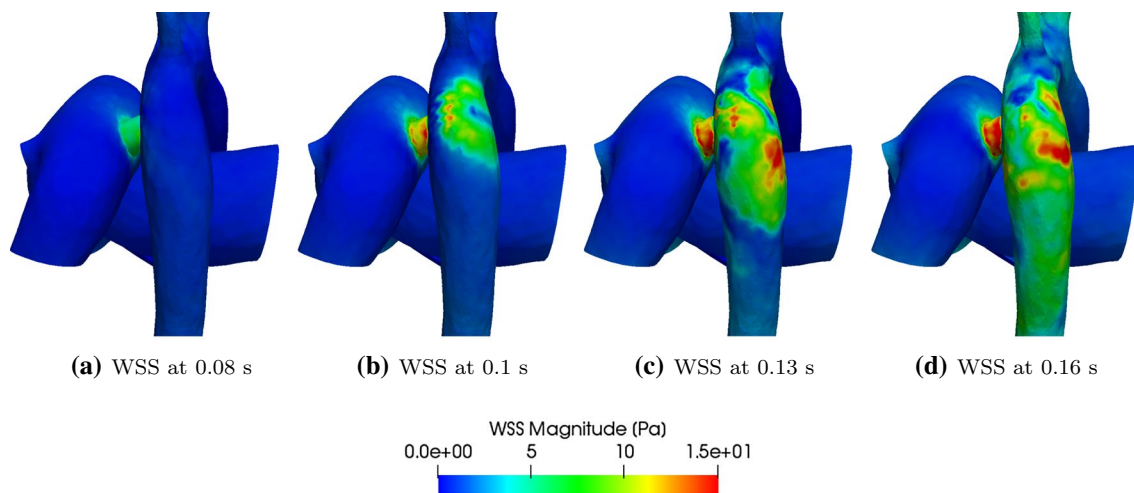 (a) WSS at 0.08 s
(b) WSS at 0.1 s
(c) WSS at 0.13 s
(d) WSS at 0.16 s
WSS Magnitude (Pa)
0.0e+00 5 10 1.5e+01